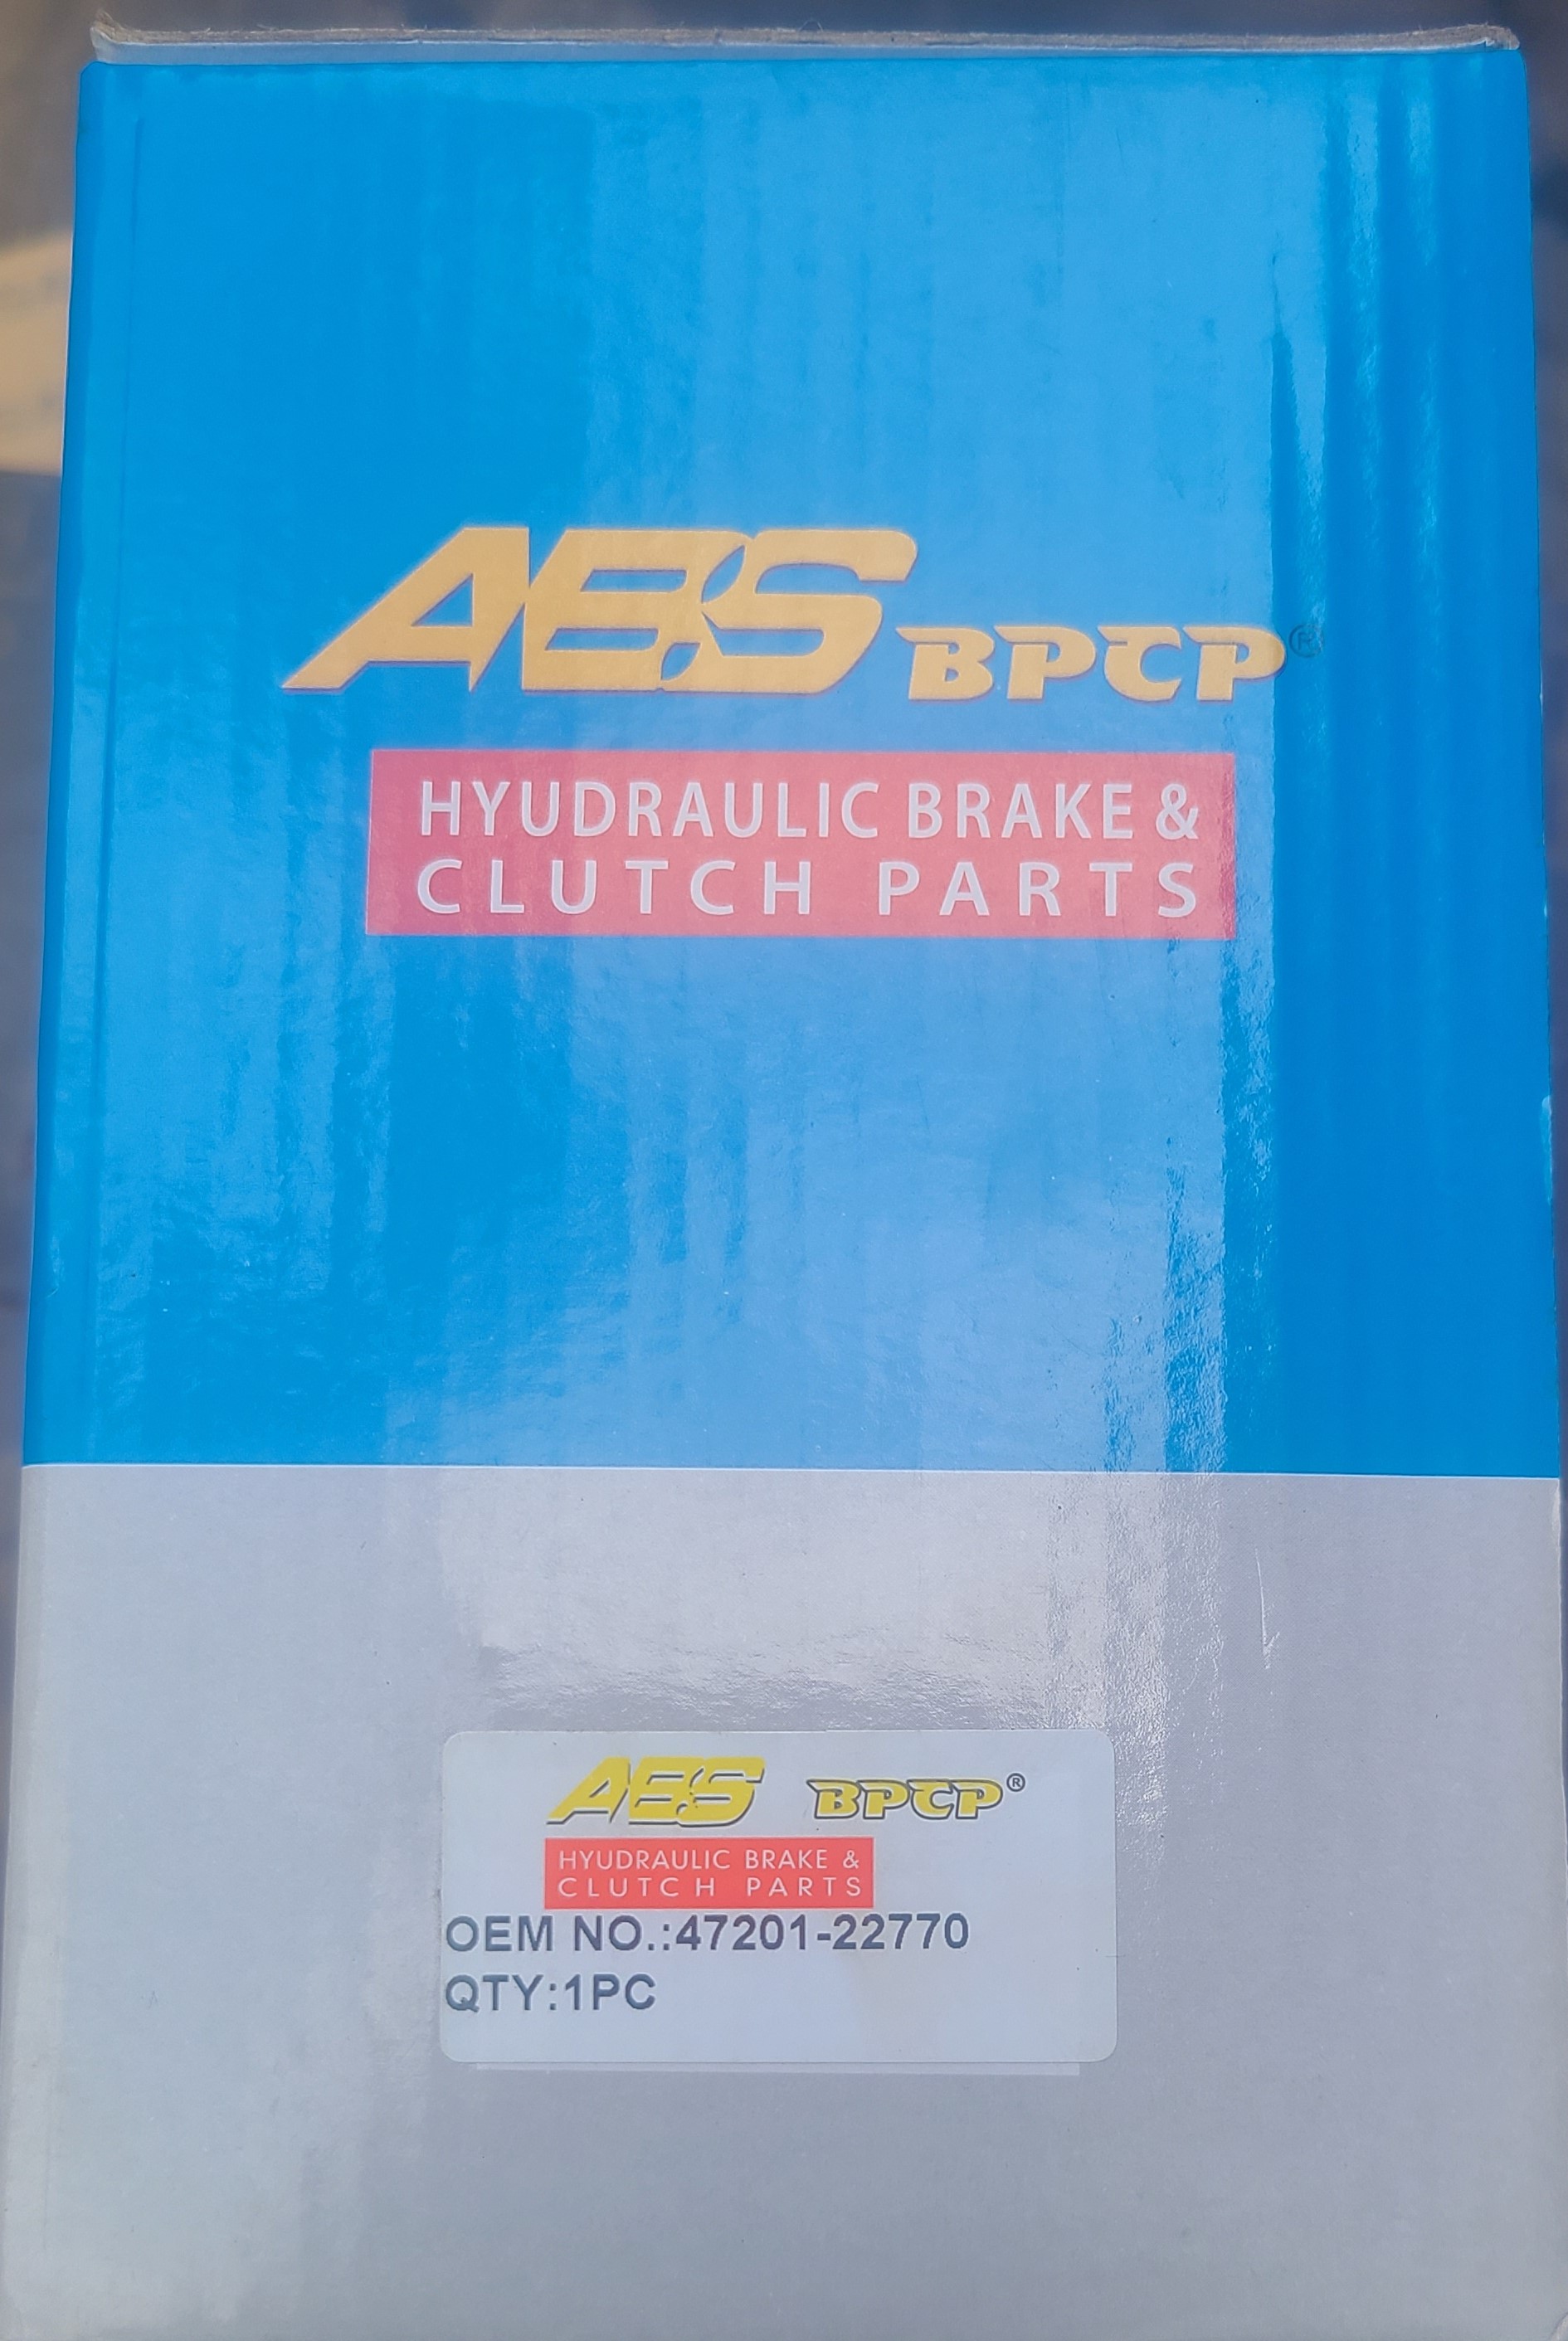 ABS BPCP®
HYUDRAULIC BRAKE &
CLUTCH PARTS
ABS BPCP®
HYUDRAULIC BRAKE &
CLUTCH PARTS
OEM NO.:47201-22770
QTY:1PC